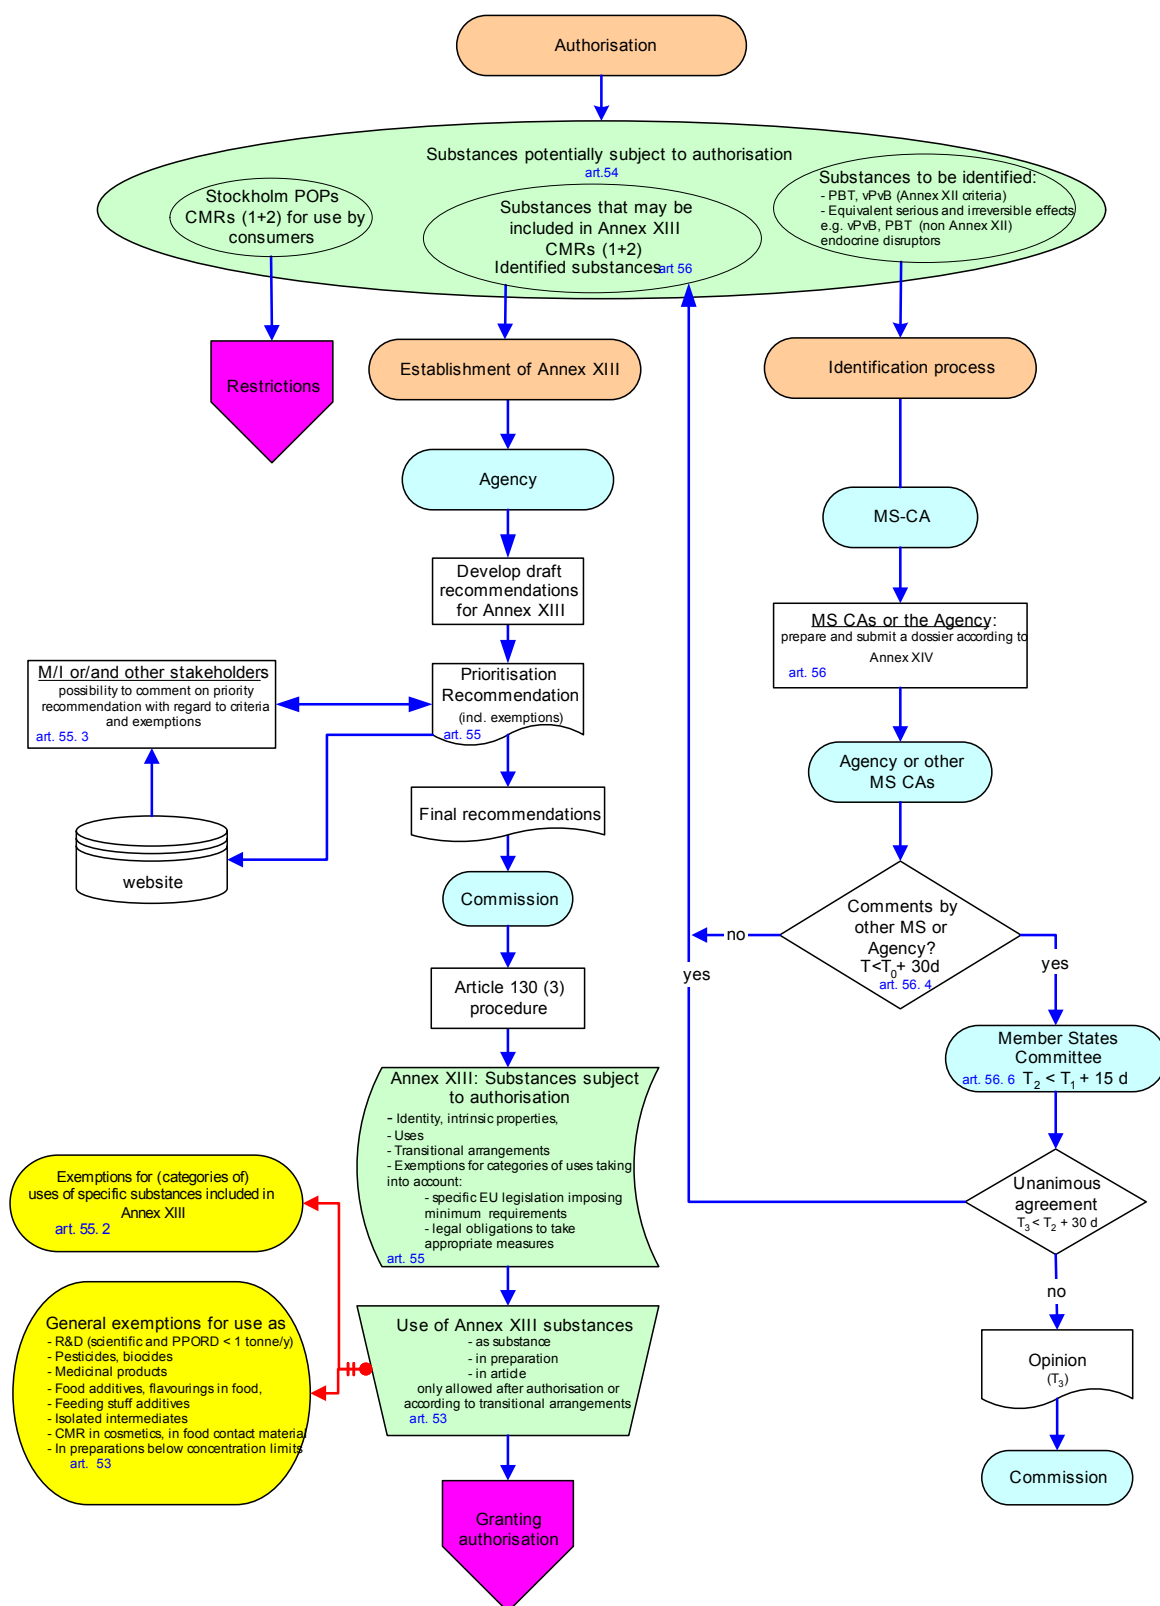 Authorisation
Substances potentially subject to authorisation
art.54
Stockholm POPs
CMRs (1+2) for use by
consumers
Substances that may be
included in Annex XIII
CMRs (1+2)
Identified substances art 56
Substances to be identified:
- PBT, vPvB (Annex XII criteria)
- Equivalent serious and irreversible effects
e.g. vPvB, PBT (non Annex XII)
endocrine disruptors
Restrictions
Establishment of Annex XIII
Identification process
Agency
MS-CA
Develop draft
recommendations
for Annex XIII
MS CAs or the Agency:
prepare and submit a dossier according to
Annex XIV
art. 56
M/I or/and other stakeholders
possibility to comment on priority
recommendation with regard to criteria
and exemptions
art. 55. 3
Prioritisation
Recommendation
(incl. exemptions)
art. 55
Agency or other
MS CAs
Final recommendations
website
Commission
Comments by
other MS or
Agency?
T<T0+ 30d
art. 56. 4
no
yes
yes
Article 130 (3)
procedure
Member States
Committee
art. 56. 6 T2 < T1 + 15 d
Annex XIII: Substances subject
to authorisation
- Identity, intrinsic properties,
- Uses
- Transitional arrangements
- Exemptions for categories of uses taking
into account:
- specific EU legislation imposing
minimum requirements
- legal obligations to take
appropriate measures
art. 55
Exemptions for (categories of)
uses of specific substances included in
Annex XIII
art. 55. 2
Unanimous
agreement
T3 < T2 + 30 d
no
General exemptions for use as
- R&D (scientific and PPORD < 1 tonne/y)
- Pesticides, biocides
- Medicinal products
- Food additives, flavourings in food,
- Feeding stuff additives
- Isolated intermediates
- CMR in cosmetics, in food contact material
- In preparations below concentration limits
art. 53
Use of Annex XIII substances
- as substance
- in preparation
- in article
only allowed after authorisation or
according to transitional arrangements
art. 53
Opinion
(T3)
Commission
Granting
authorisation